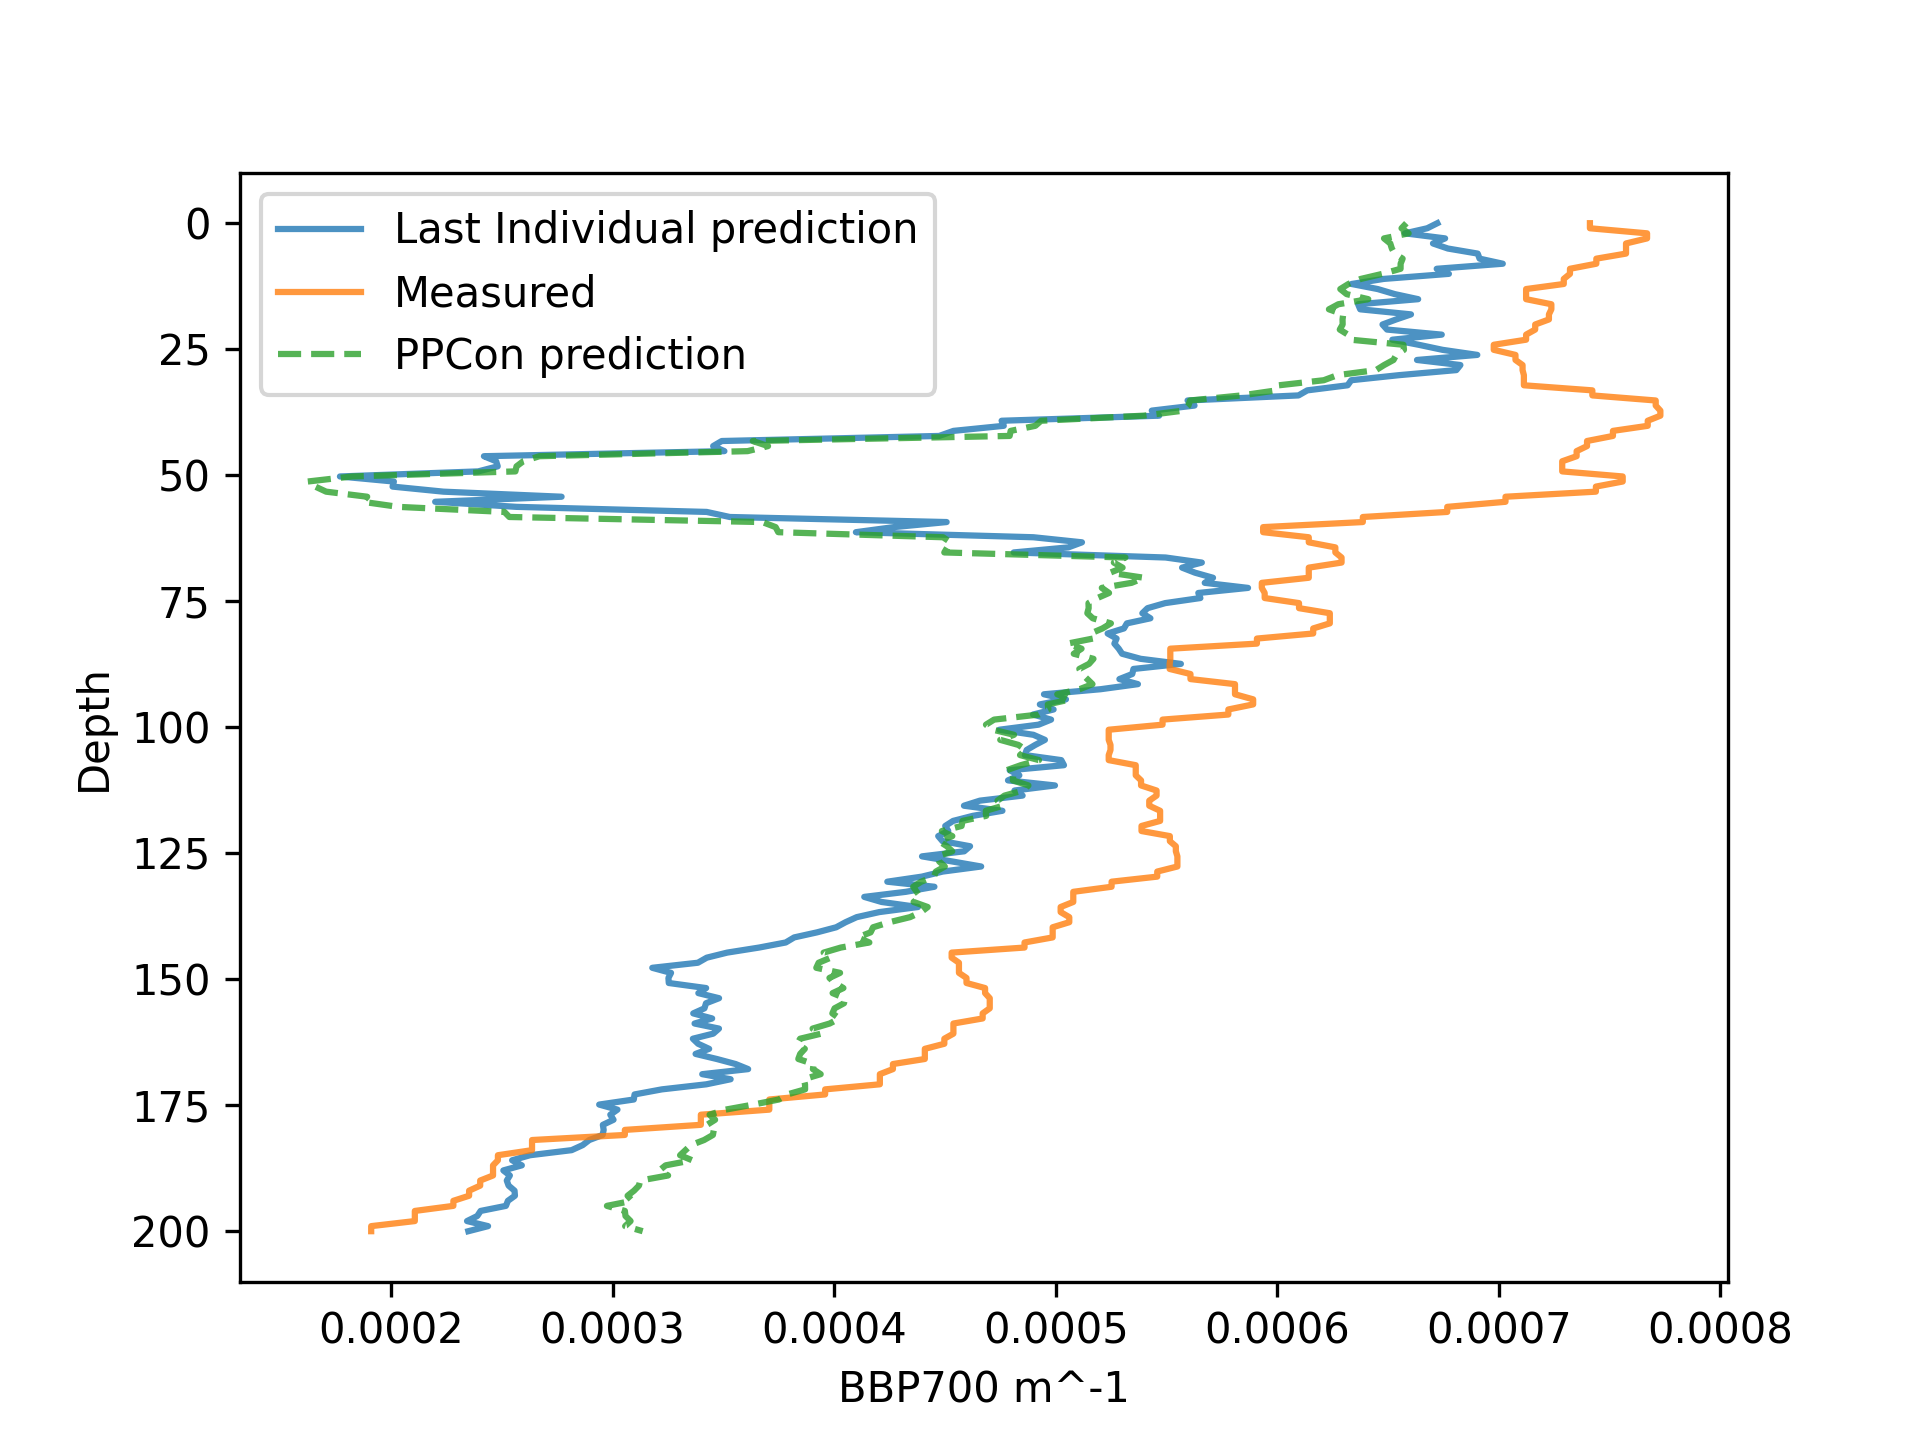 Last Individual prediction
Measured
PPCon prediction
0
25
50
75
100
125
150
175
200
Depth
0.0002 0.0003 0.0004 0.0005 0.0006 0.0007 0.0008
BBP700 m^-1